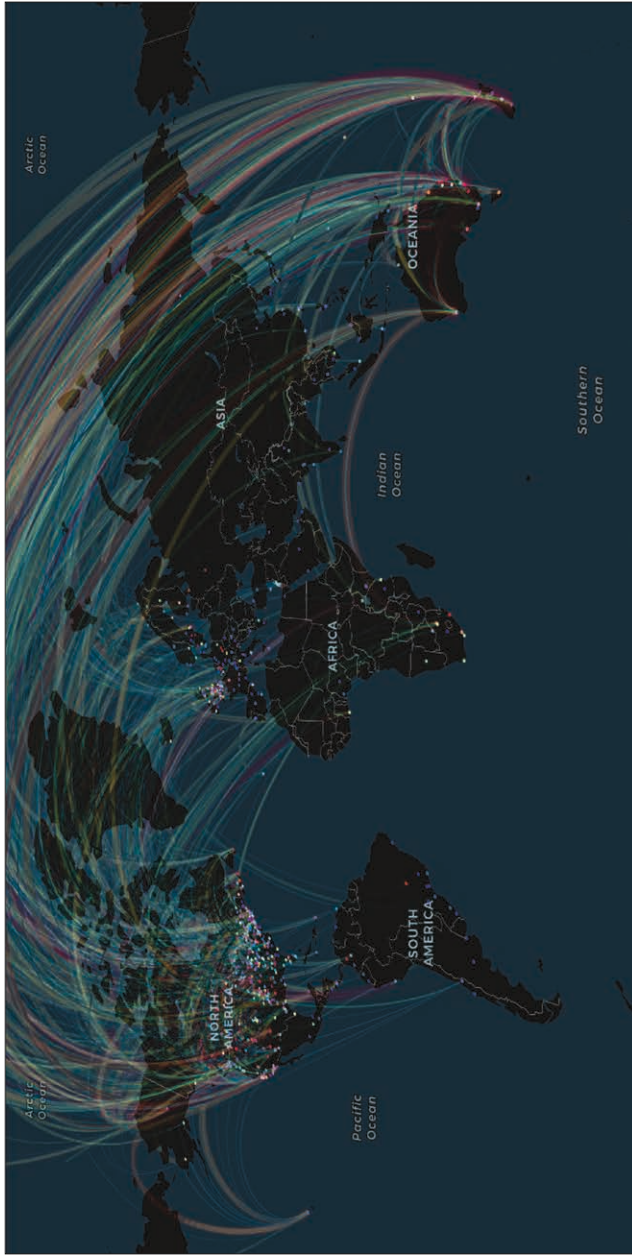 Arctic
Ocean
Arctic
Ocean
NORTH
AMERICA
ASIA
AFRICA
OCEANIA
Pacific
Ocean
SOUTH
AMERICA
Indian
Ocean
Southern
Ocean